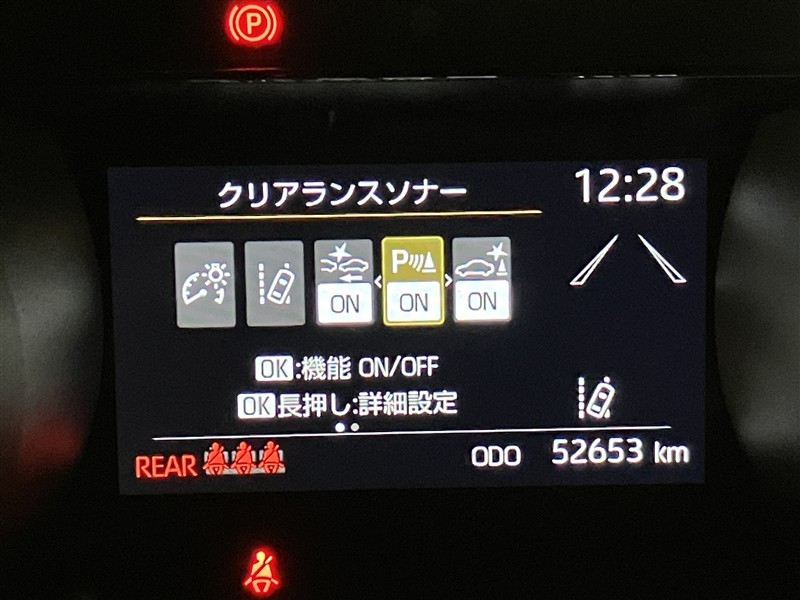 P
クリアランスソナー
12:28
P
ON
ON
ON
OK:機能 ON/OFF
OK長押し:詳細設定
REAR
ODO 52653 km